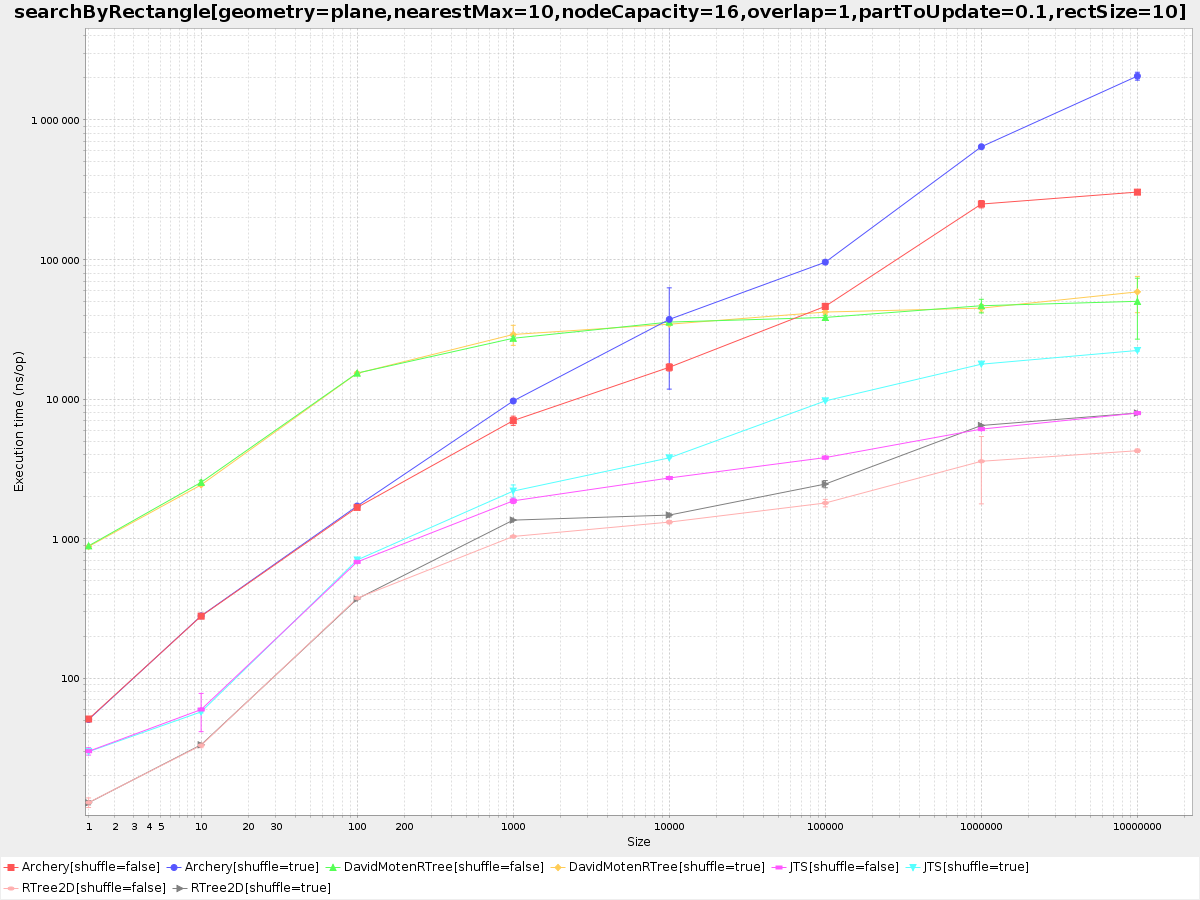 searchByRectangle[geometry=plane,nearestMax=10,nodeCapacity=16,overlap=1,partToUpdate=0.1,rectSize=10]
1 000 000
100 000
10 000
1 000
100
Execution time (ns/op)
1 2 3 4 5 10 20 30 100 200 1000 10000 100000 1000000 10000000
Size
Archery[shuffle=false] Archery[shuffle=true] DavidMotenRTree[shuffle=false] DavidMotenRTree[shuffle=true] JTS[shuffle=false] JTS[shuffle=true]
RTree2D[shuffle=false] RTree2D[shuffle=true]